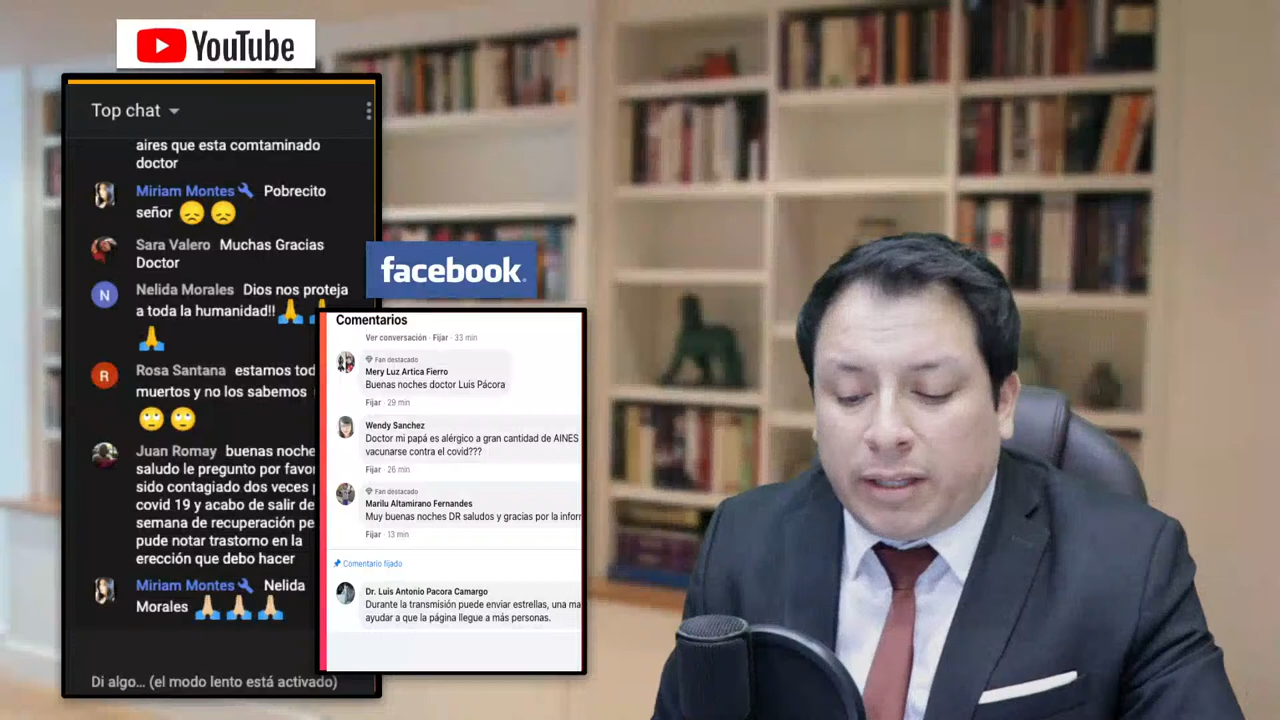 YouTube
Top chat
aires que esta comtaminado
doctor
Miriam Montes Pobrecito
señor
Sara Valero Muchas Gracias
Doctor
Nelida Morales Dios nos proteja
a toda la humanidad!!
Rosa Santana estamos tod
muertos y no los sabemos
Juan Romay buenas noche
saludo le pregunto por favor
sido contagiado dos veces
covid 19 y acabo de salir de
semana de recuperación pe
pude notar trastorno en la
erección que debo hacer
Miriam Montes Nelida
Morales
Di algo... (el modo lento está activado)
facebook
Comentarios
Ver conversación · Fijar · 33 min
Fan destacado
Mery Luz Artica Fierro
Buenas noches doctor Luis Pácora
Fijar · 29 min
Wendy Sanchez
Doctor mi papá es alérgico a gran cantidad de AINES
vacunarse contra el covid???
Fijar · 26 min
Fan destacado
Marilu Altamirano Fernandes
Muy buenas noches DR saludos y gracias por la infor
Fijar · 13 min
Comentario fijado
Dr. Luis Antonio Pacora Camargo
Durante la transmisión puede enviar estrellas, una ma
ayudar a que la página llegue a más personas.